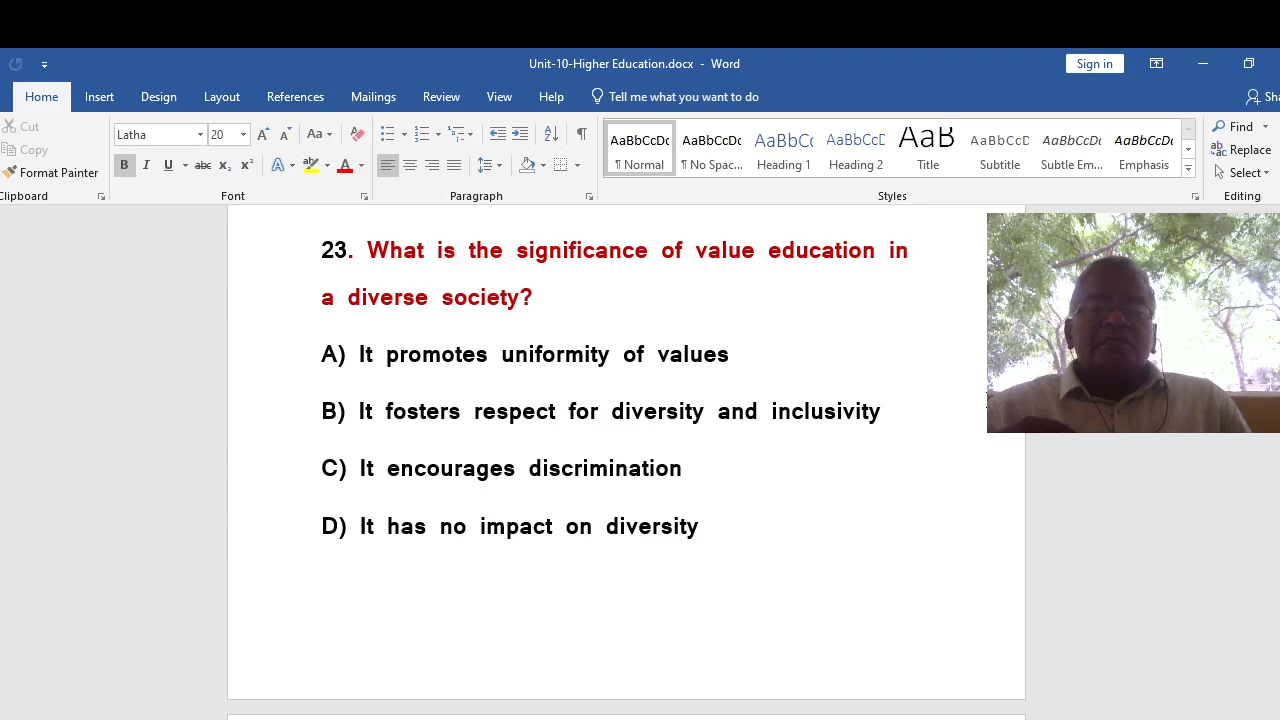 Unit-10-Higher Education.docx - Word
Sign in
Home Insert Design Layout References Mailings Review View Help Tell me what you want to do
Cut
Copy
Format Painter
Clipboard
Latha 20
Font
Paragraph
AaBbCcDc AaBbCcDc AaBbC AaBbCcD AaB AaBbCcD AaBbCcDc AaBbCcDc
¶ Normal ¶ No Spac... Heading 1 Heading 2 Title Subtitle Subtle Em... Emphasis
Styles
Find
Replace
Select
Editing
23. What is the significance of value education in
a diverse society?
A) It promotes uniformity of values
B) It fosters respect for diversity and inclusivity
C) It encourages discrimination
D) It has no impact on diversity